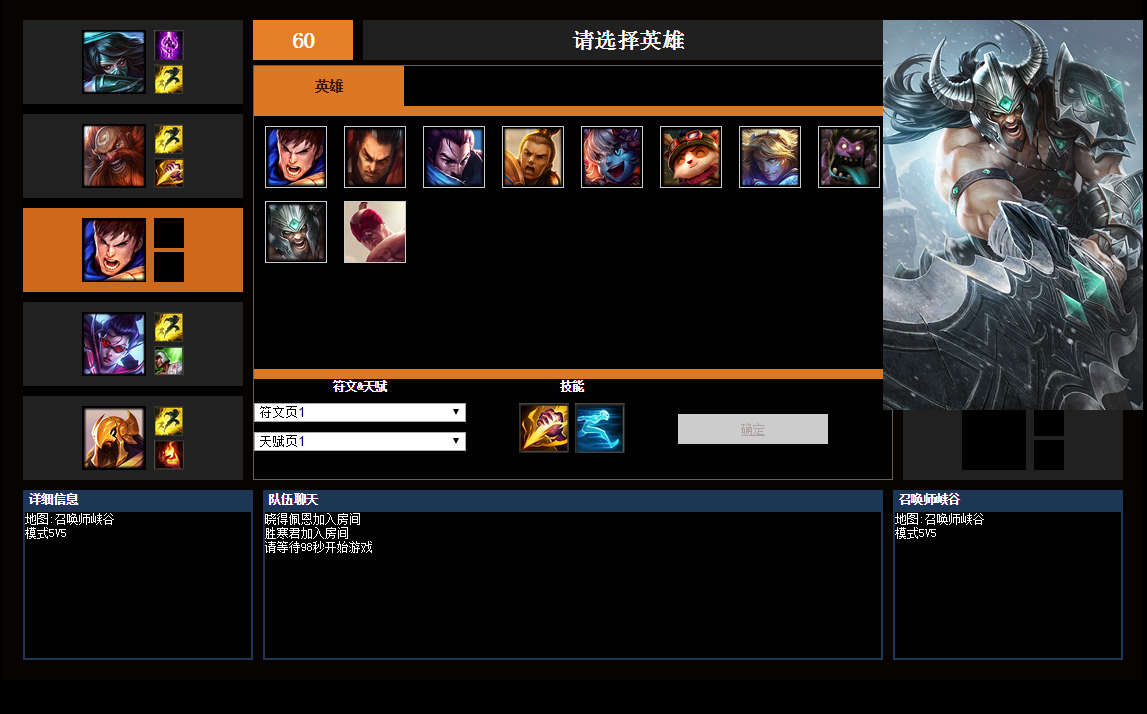 60
请选择英雄
英雄
符文&天赋
技能
符文页1
天赋页1
确定
详细信息
地图:召唤师峡谷
模式5V5
队伍聊天
晓得佩恩加入房间
胜寒君加入房间
请等待98秒开始游戏
召唤师峡谷
地图:召唤师峡谷
模式5V5